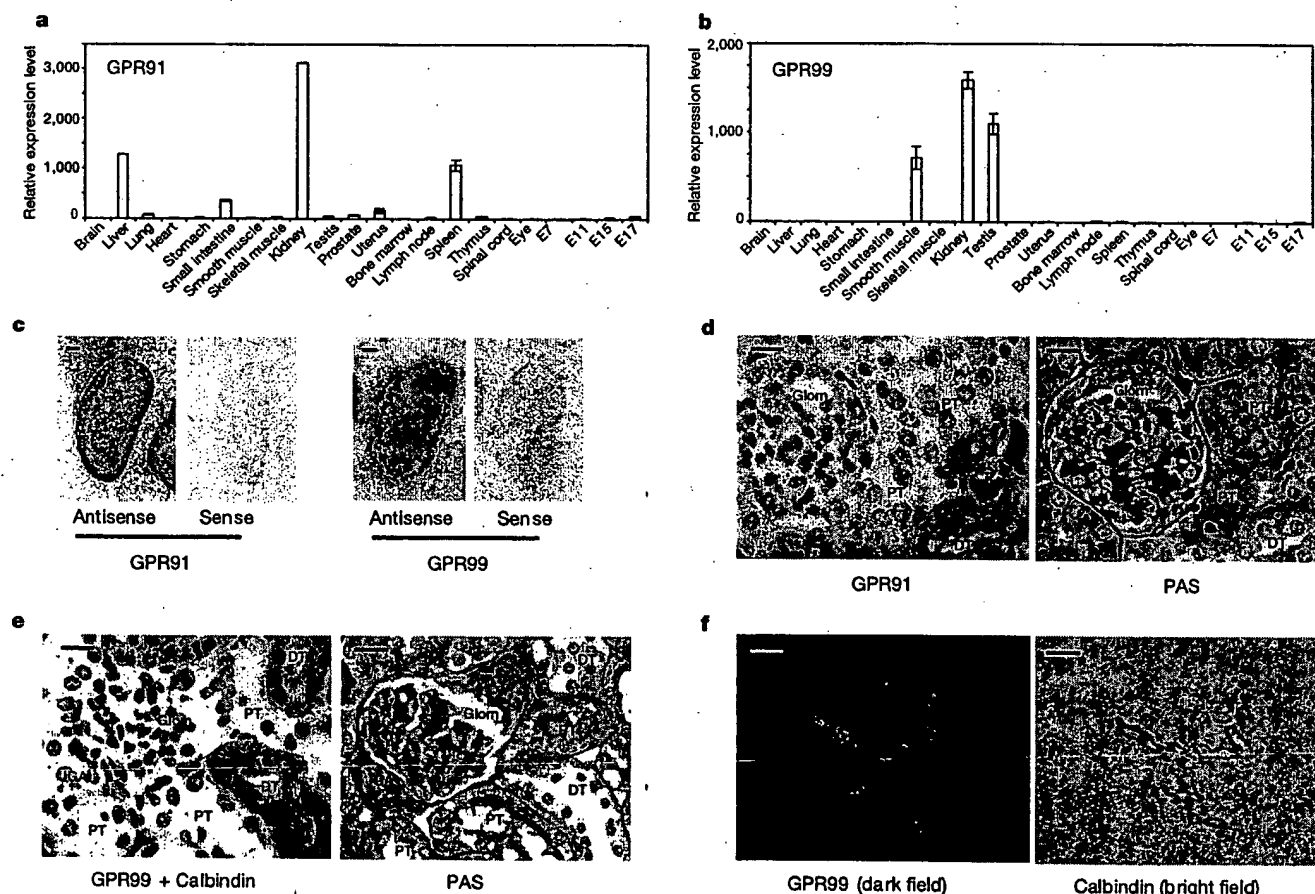 a
Relative expression level
3,000
2,000
1,000
0
GPR91
Brain
Liver
Lung
Heart
Stomach
Small intestine
Smooth muscle
Skeletal muscle
Kidney
Testis
Prostate
Uterus
Bone marrow
Lymph node
Spleen
Thymus
Spinal cord
Eye
E7
E11
E15
E17
b
Relative expression level
2,000
1,000
0
GPR99
Brain
Liver
Lung
Heart
Stomach
Small intestine
Smooth muscle
Skeletal muscle
Kidney
Testis
Prostate
Uterus
Bone marrow
Lymph node
Spleen
Thymus
Spinal cord
Eye
E7
E11
E15
E17
c
Antisense Sense
GPR91
Antisense Sense
GPR99
d
Glom
PT
PT
DT
GPR91
Glom
PT
PT
DT
PAS
e
DT
PT
JGA
DT
PT
PT
GPR99 + Calbindin
DT
Glom
DT
PT
PT
PAS
f
GPR99 (dark field)
Calbindin (bright field)